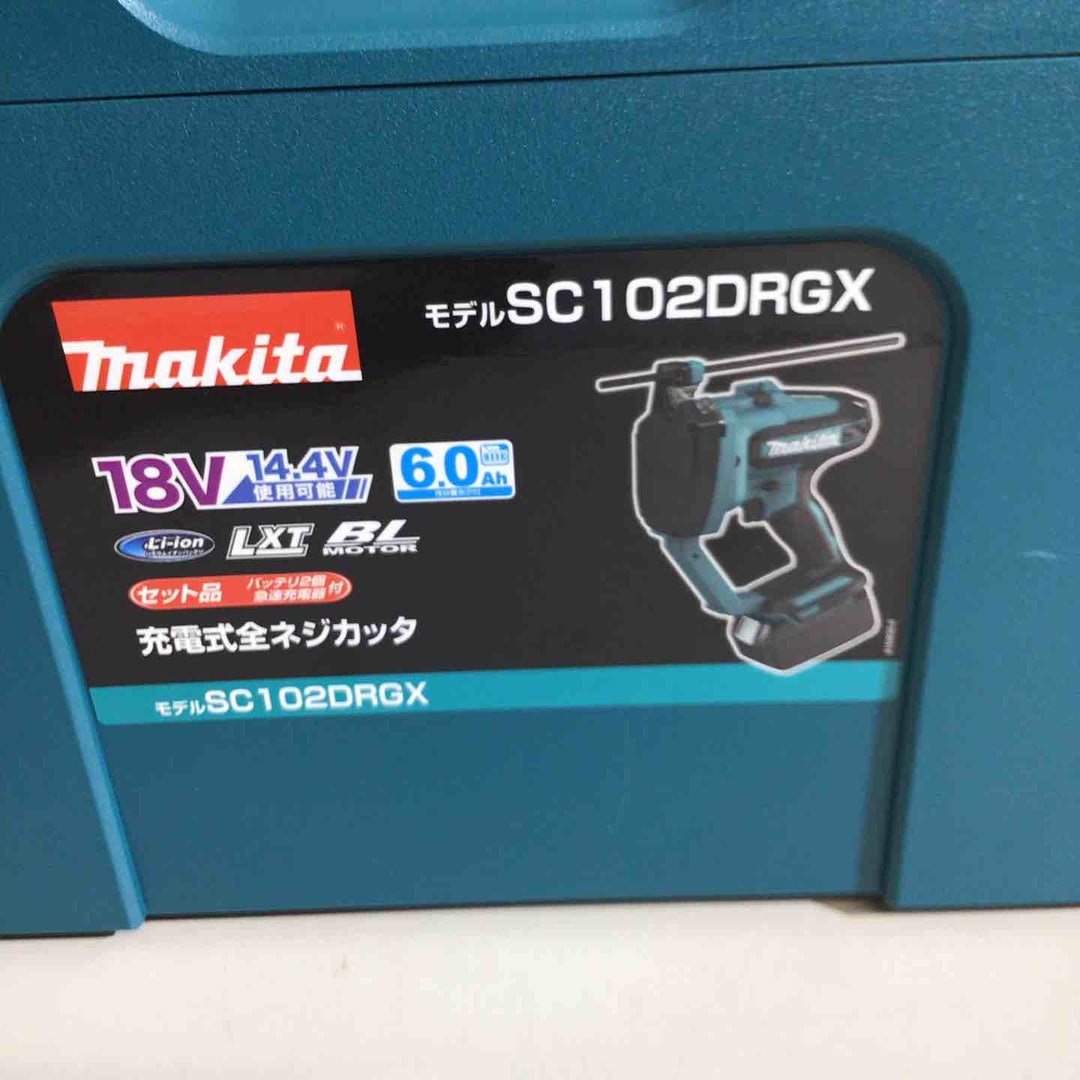 モデルSC102DRGX
makita
18V 14.4V 使用可能 6.0Ah
Li-ion LXT BL MOTOR
セット品 バッテリ2個 急速充電器 付
充電式全ネジカッタ
モデルSC102DRGX
makita